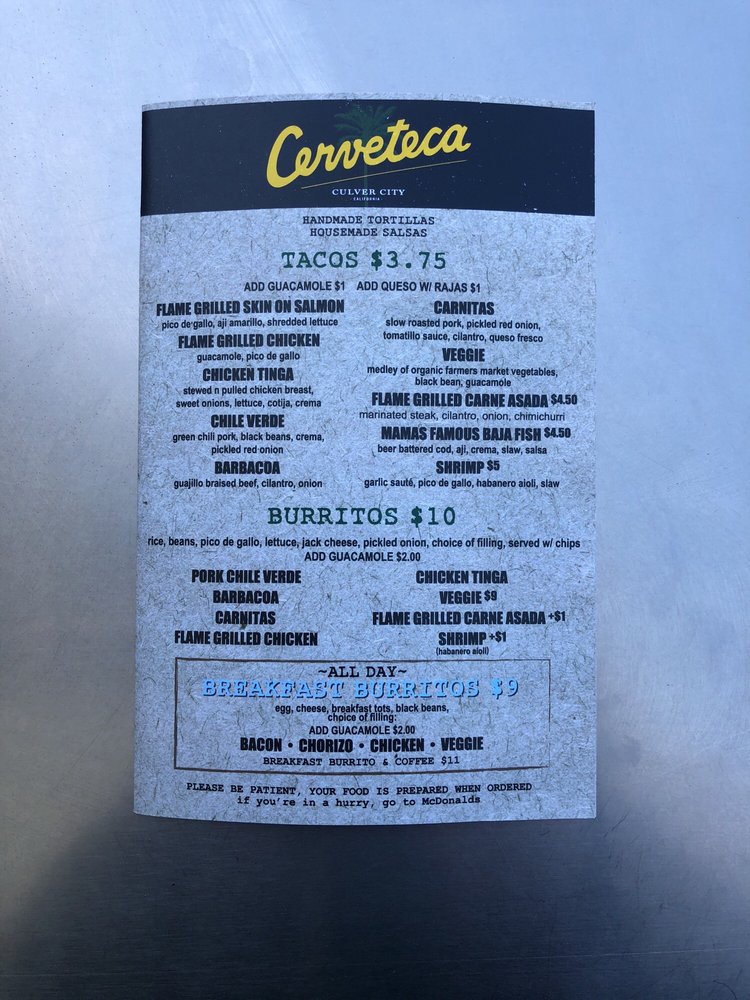 Cerveteca
CULVER CITY
CALIFORNIA
HANDMADE TORTILLAS
HOUSEMADE SALSAS
TACOS $3.75
ADD GUACAMOLE $1 ADD QUESO W/ RAJAS $1
FLAME GRILLED SKIN ON SALMON
pico de gallo, aji amarillo, shredded lettuce
FLAME GRILLED CHICKEN
guacamole, pico de gallo
CHICKEN TINGA
stewed n pulled chicken breast,
sweet onions, lettuce, cotija, crema
CHILE VERDE
green chili pork, black beans, crema,
pickled red onion
BARBACOA
guajillo braised beef, cilantro, onion
CARNITAS
slow roasted pork, pickled red onion,
tomatillo sauce, cilantro, queso fresco
VEGGIE
medley of organic farmers market vegetables,
black bean, guacamole
FLAME GRILLED CARNE ASADA $4.50
marinated steak, cilantro, onion, chimichurri
MAMAS FAMOUS BAJA FISH $4.50
beer battered cod, aji, crema, slaw, salsa
SHRIMP $5
garlic sauté, pico de gallo, habanero aioli, slaw
BURRITOS $10
rice, beans, pico de gallo, lettuce, jack cheese, pickled onion, choice of filling, served w/ chips
ADD GUACAMOLE $2.00
PORK CHILE VERDE
BARBACOA
CARNITAS
FLAME GRILLED CHICKEN
CHICKEN TINGA
VEGGIE $9
FLAME GRILLED CARNE ASADA +$1
SHRIMP +$1
(habanero aioli)
~ALL DAY~
BREAKFAST BURRITOS $9
egg, cheese, breakfast tots, black beans,
choice of filling:
ADD GUACAMOLE $2.00
BACON • CHORIZO • CHICKEN • VEGGIE
BREAKFAST BURRITO & COFFEE $11
PLEASE BE PATIENT, YOUR FOOD IS PREPARED WHEN ORDERED
if you're in a hurry, go to McDonalds